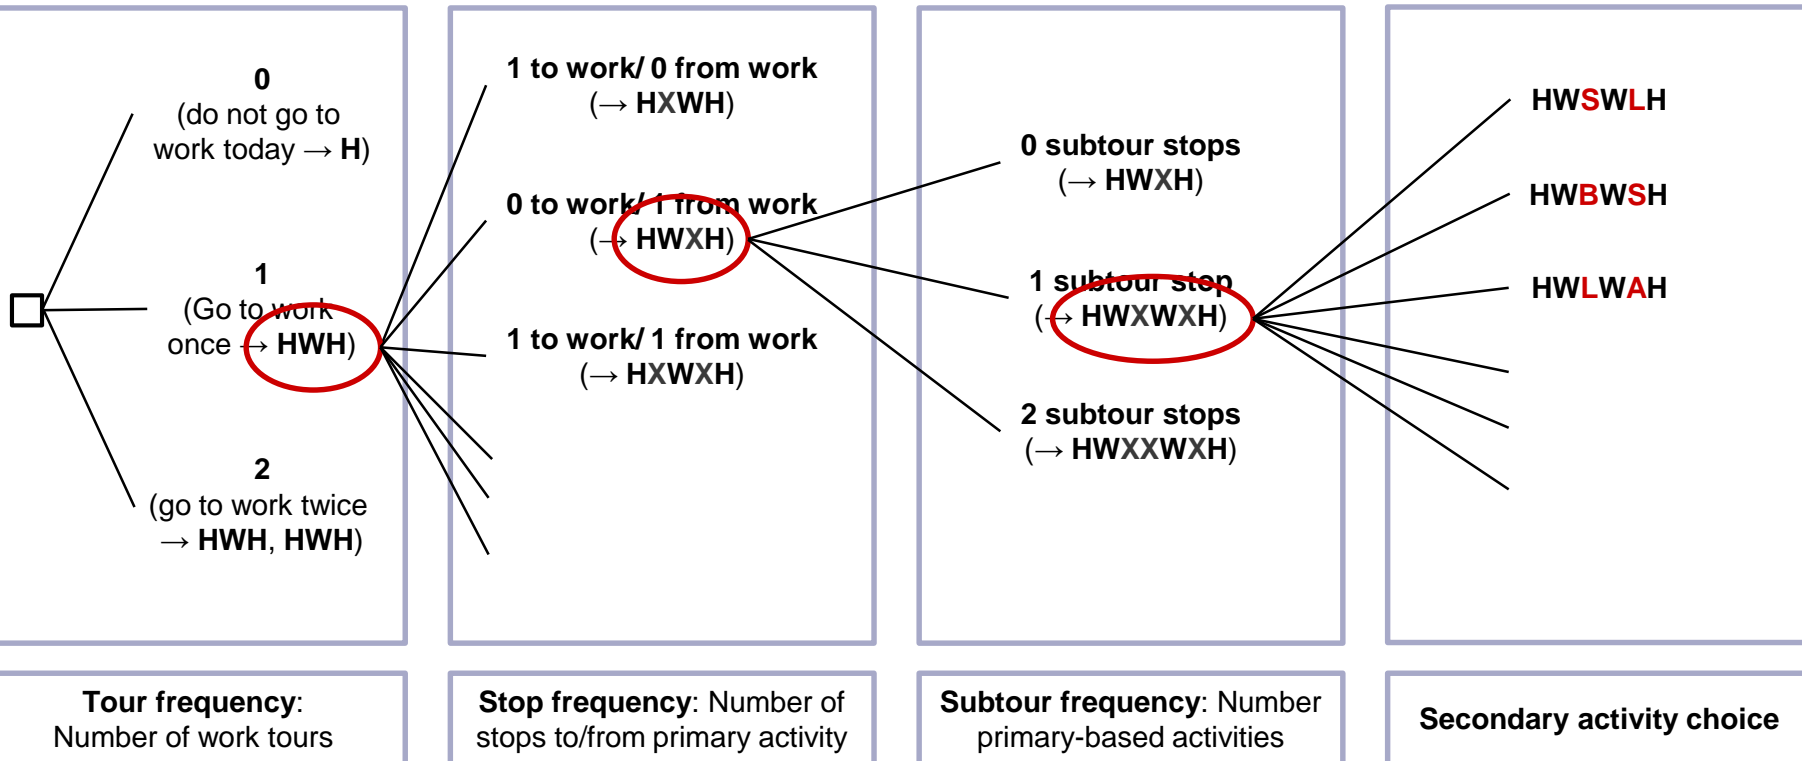 0
(do not go to
work today → H)
1
(Go to work
once → HWH)
2
(go to work twice
→ HWH, HWH)
1 to work/ 0 from work
(→ HXWH)
0 to work/ 1 from work
(→ HWXH)
1 to work/ 1 from work
(→ HXWXH)
0 subtour stops
(→ HWXH)
1 subtour stop
(→ HWXWXH)
2 subtour stops
(→ HWXXWXH)
HWSWLH
HWBWSH
HWLWAH
Tour frequency:
Number of work tours
Stop frequency: Number of
stops to/from primary activity
Subtour frequency: Number
primary-based activities
Secondary activity choice